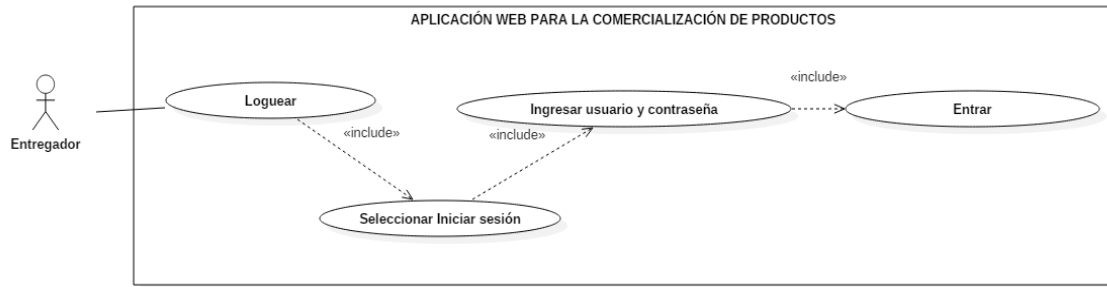 APLICACIÓN WEB PARA LA COMERCIALIZACIÓN DE PRODUCTOS
«include»
Loguear
Ingresar usuario y contraseña
Entrar
«include»
«include»
Entregador
Seleccionar Iniciar sesión